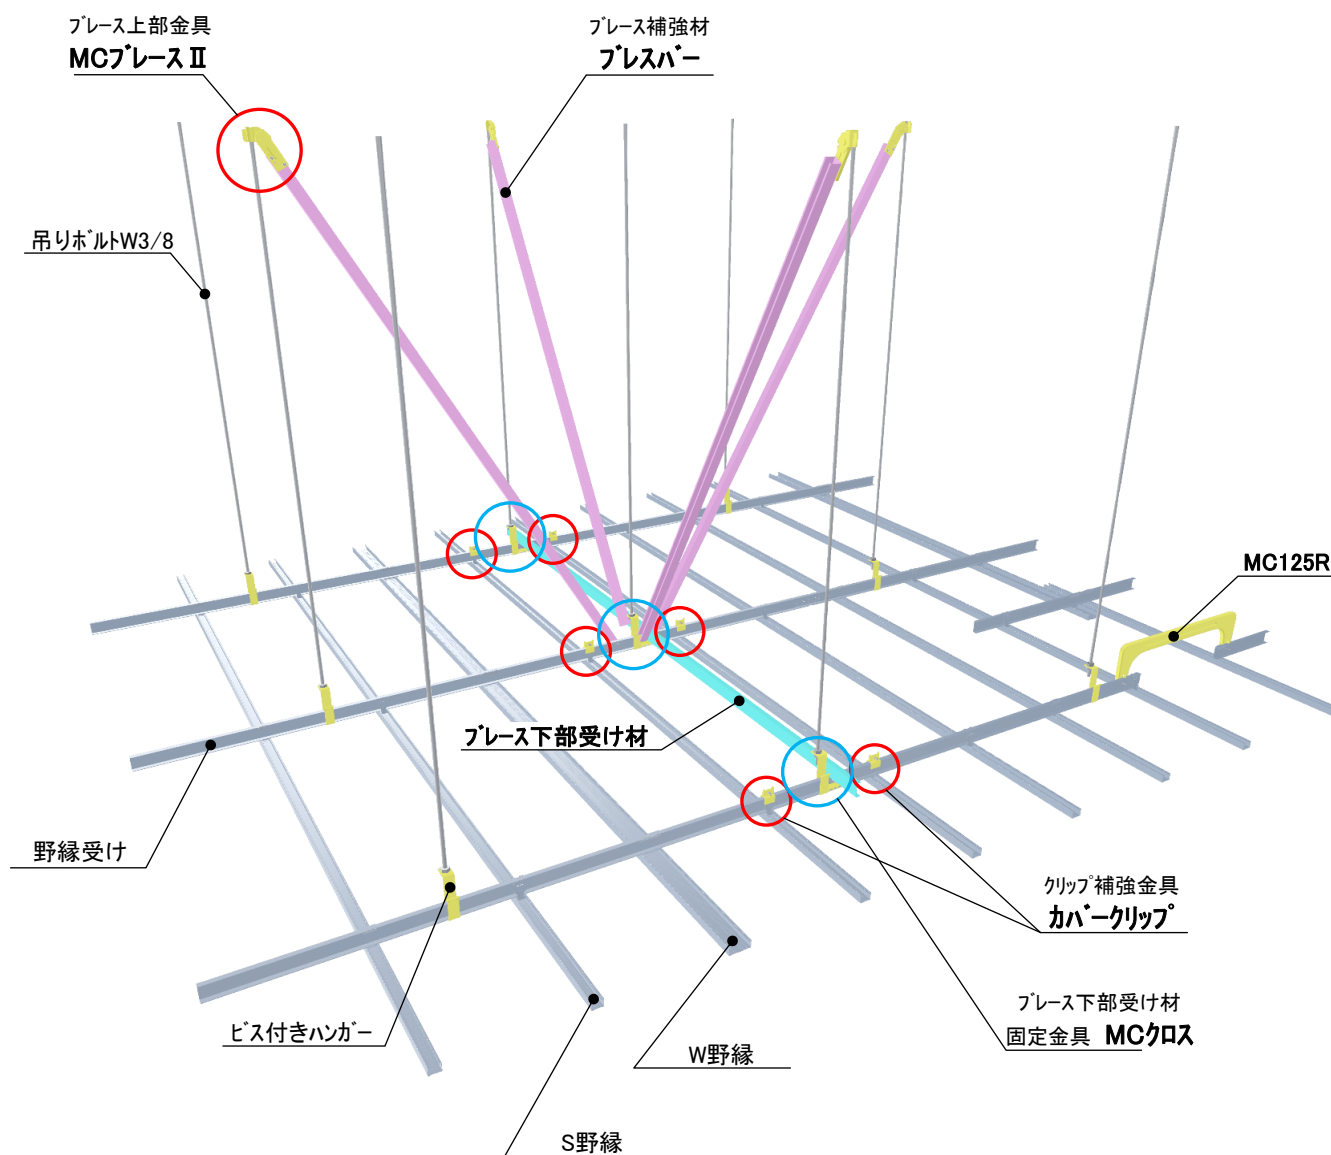 ブレース上部金具
MCブレースⅡ
ブレース補強材
ブレスバー
吊りボルトW3/8
MC125R
ブレース下部受け材
野縁受け
クリップ補強金具
カバークリップ
ビス付きハンガー
ブレース下部受け材
固定金具 MCクロス
W野縁
S野縁